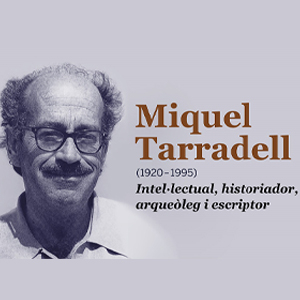 Miquel
Tarradell
(1920–1995)
Intel·lectual, historiador,
arqueòleg i escriptor